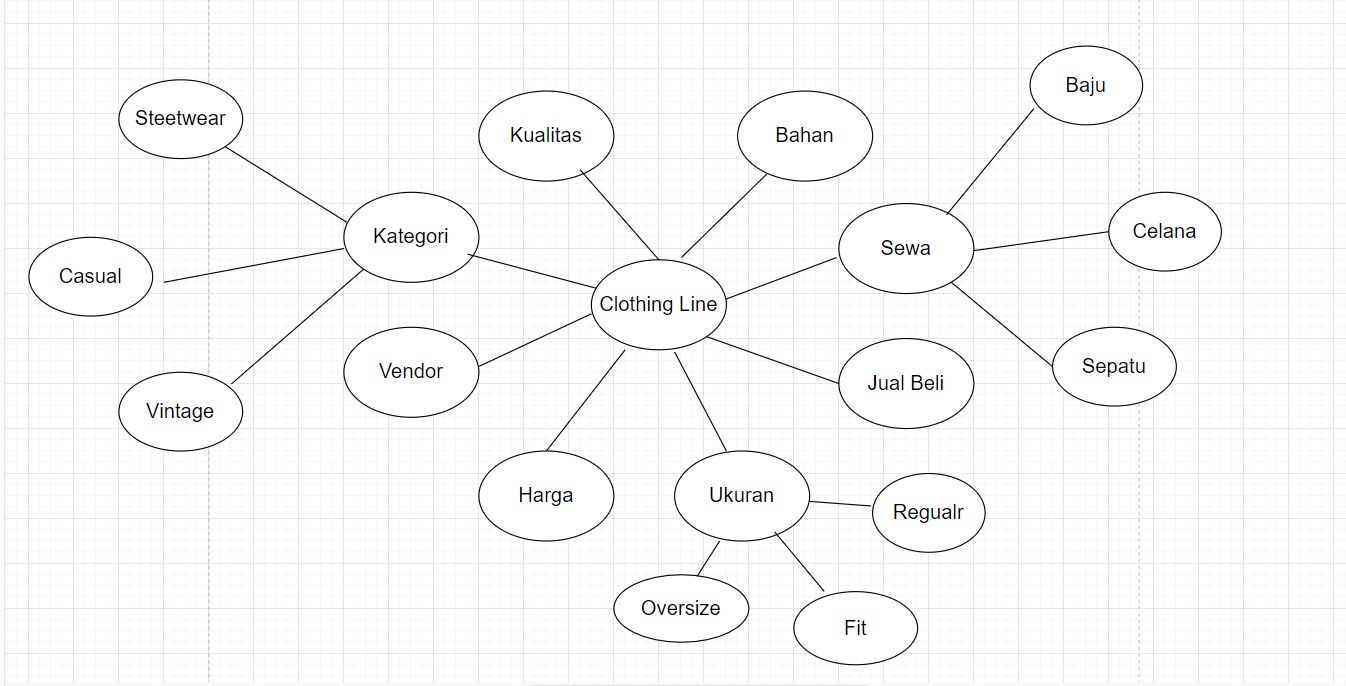 Baju
Steetwear
Kualitas
Bahan
Kategori
Sewa
Celana
Casual
Clothing Line
Vendor
Jual Beli
Sepatu
Vintage
Harga
Ukuran
Regualr
Oversize
Fit